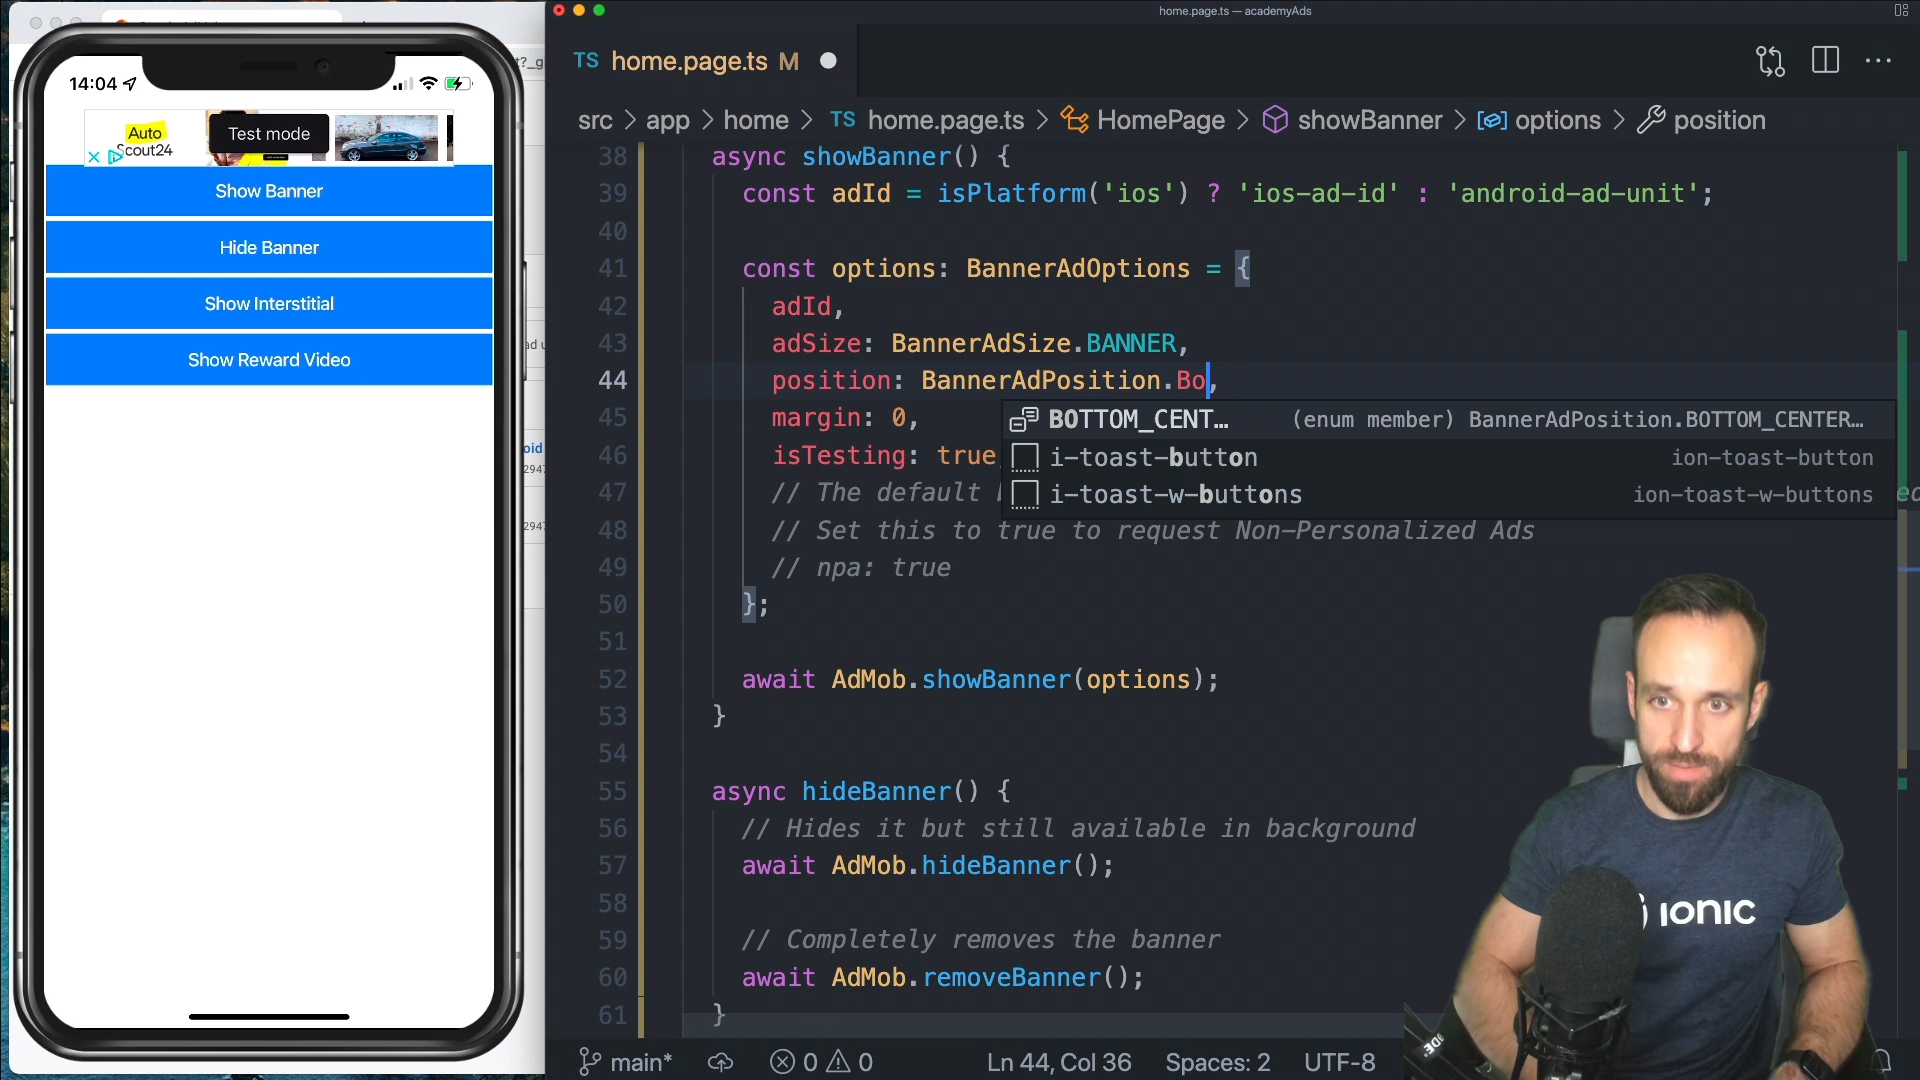 home.page.ts — academyAds
TS home.page.ts M
14:04
Auto
Scout24
Test mode
Show Banner
Hide Banner
Show Interstitial
Show Reward Video
t?_g
ad u
oid
2947
2947
src > app > home > TS home.page.ts > HomePage > showBanner > options > position
38 async showBanner() {
39 const adId = isPlatform('ios') ? 'ios-ad-id' : 'android-ad-unit';
40
41 const options: BannerAdOptions = {
42 adId,
43 adSize: BannerAdSize.BANNER,
44 position: BannerAdPosition.Bo,
45 margin: 0,
46 isTesting: true,
47 // The default
48 // Set this to true to request Non-Personalized Ads
49 // npa: true
50 };
51
52 await AdMob.showBanner(options);
53 }
54
55 async hideBanner() {
56 // Hides it but still available in background
57 await AdMob.hideBanner();
58
59 // Completely removes the banner
60 await AdMob.removeBanner();
61 }
BOTTOM_CENT… (enum member) BannerAdPosition.BOTTOM_CENTER…
i-toast-button ion-toast-button
i-toast-w-buttons ion-toast-w-buttons
ionic
main* 0 0 Ln 44, Col 36 Spaces: 2 UTF-8